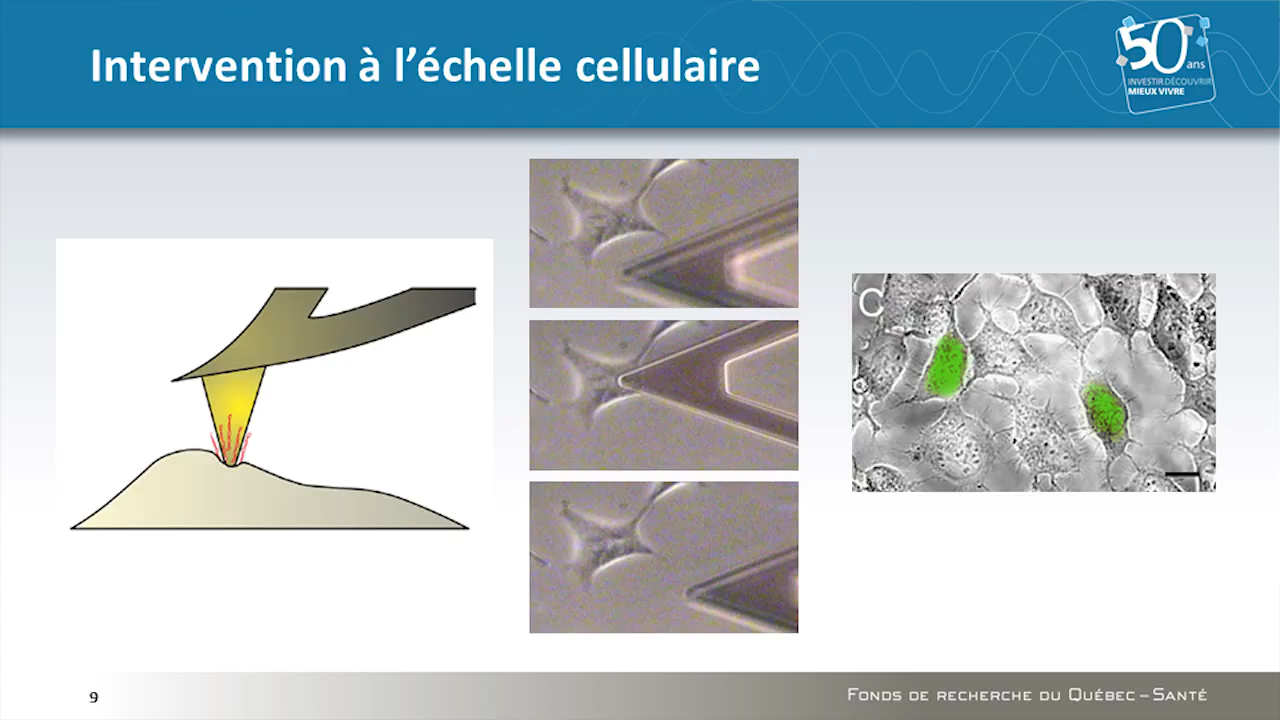 Intervention à l’échelle cellulaire
50
ans
INVESTIR DÉCOUVRIR
MIEUX VIVRE
C
9
FONDS DE RECHERCHE DU QUÉBEC – SANTÉ